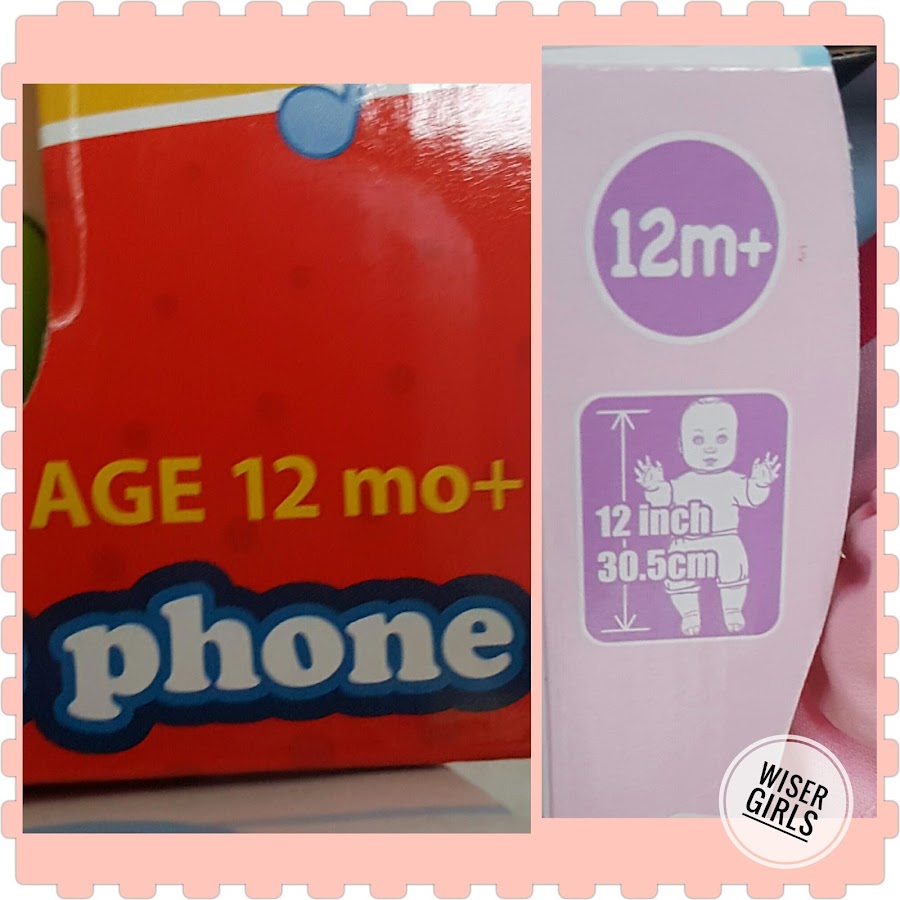 AGE 12 mo+
phone
12m+
12 inch
30.5cm
WISER
GIRLS